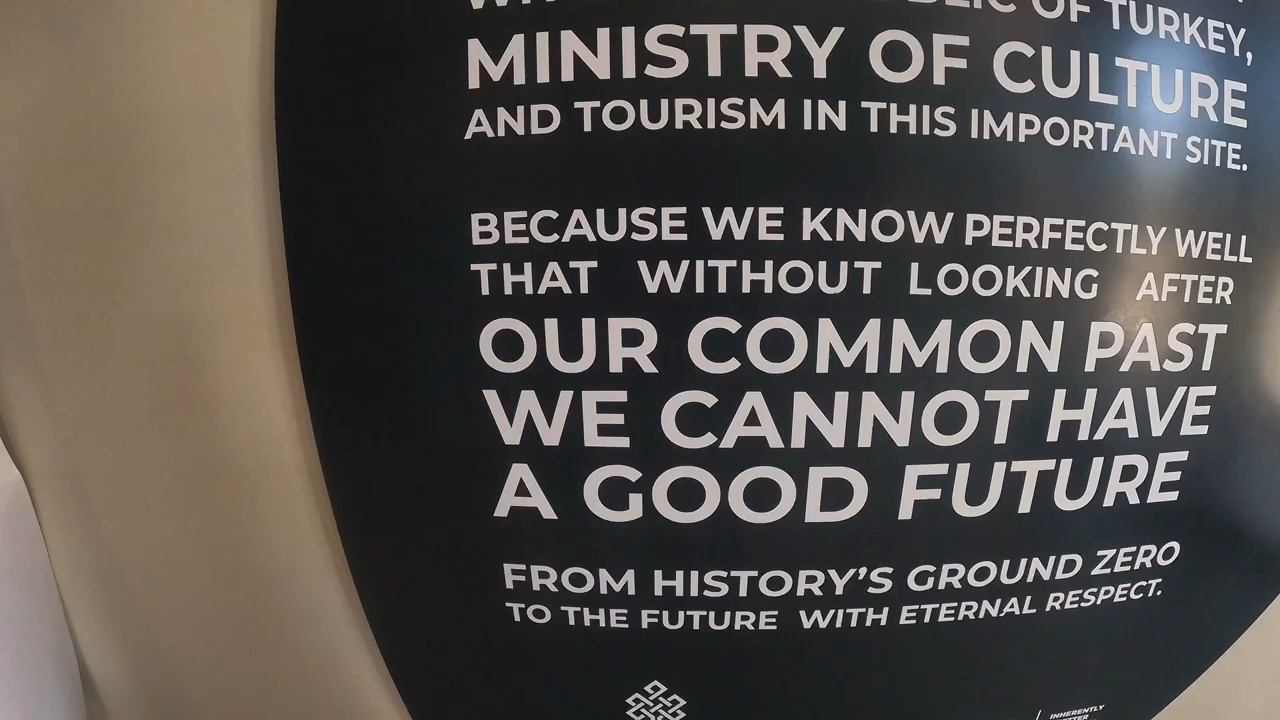 OF TURKEY,
MINISTRY OF CULTURE
AND TOURISM IN THIS IMPORTANT SITE.
BECAUSE WE KNOW PERFECTLY WELL
THAT WITHOUT LOOKING AFTER
OUR COMMON PAST
WE CANNOT HAVE
A GOOD FUTURE
FROM HISTORY'S GROUND ZERO
TO THE FUTURE WITH ETERNAL RESPECT.
INHERENTLY